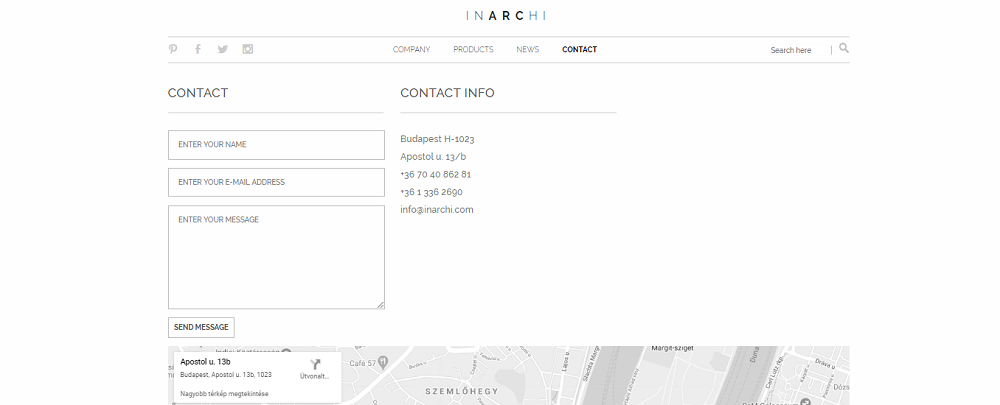 INARCHI
COMPANY PRODUCTS NEWS CONTACT Search here
CONTACT
ENTER YOUR NAME
ENTER YOUR E-MAIL ADDRESS
ENTER YOUR MESSAGE
SEND MESSAGE
CONTACT INFO
Budapest H-1023
Apostol u. 13/b
+36 70 40 862 81
+36 1 336 2690
info@inarchi.com
Apostol u. 13b
Budapest, Apostol u. 13b, 1023
Útvonalt...
Nagyobb térkép megtekintése
Café 57
SZEMLŐHEGY
Margit-sziget